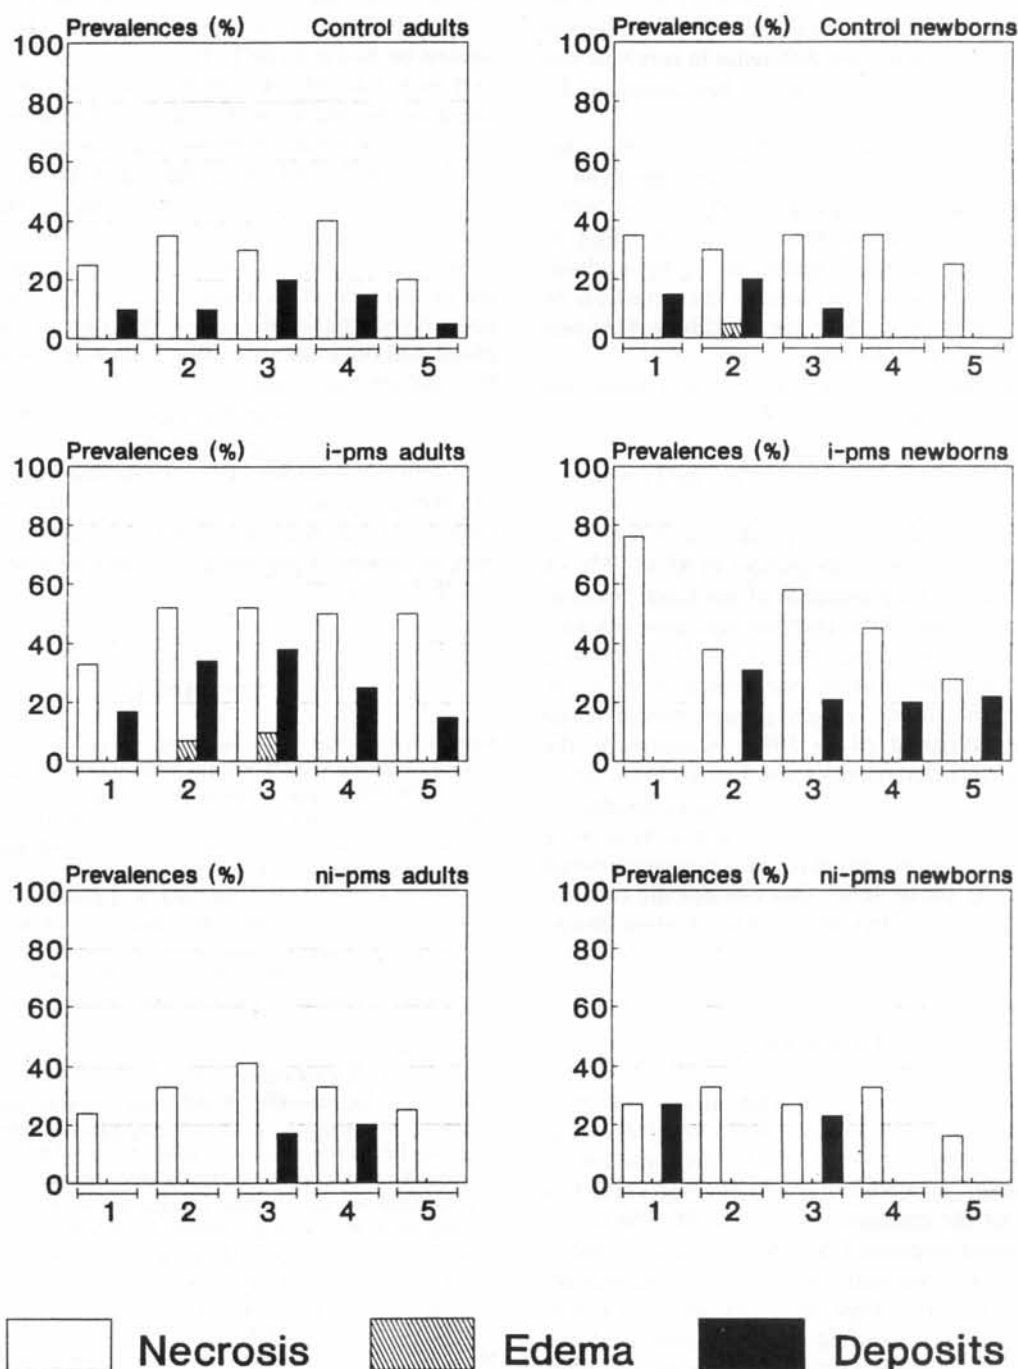 Prevalences (%) Control adults
100
80
60
40
20
0
1 2 3 4 5
Prevalences (%) Control newborns
100
80
60
40
20
0
1 2 3 4 5
Prevalences (%) i-pms adults
100
80
60
40
20
0
1 2 3 4 5
Prevalences (%) i-pms newborns
100
80
60
40
20
0
1 2 3 4 5
Prevalences (%) ni-pms adults
100
80
60
40
20
0
1 2 3 4 5
Prevalences (%) ni-pms newborns
100
80
60
40
20
0
1 2 3 4 5
Necrosis Edema Deposits